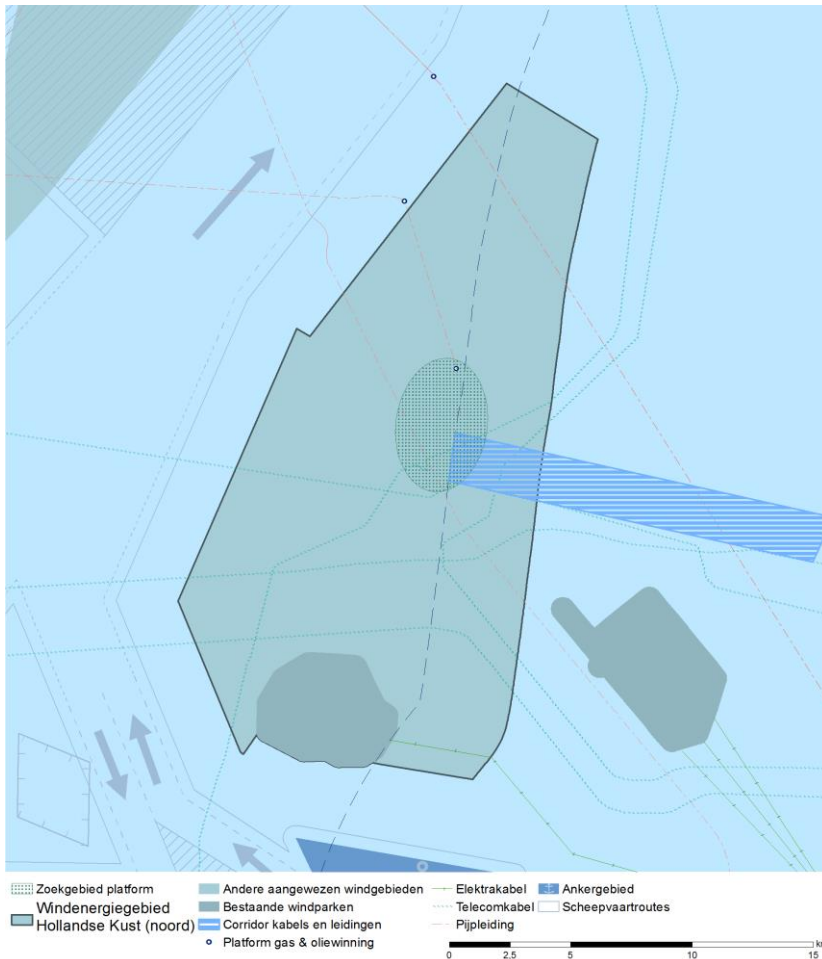 Zoekgebied platform
Windenergiegebied
Hollandse Kust (noord)
Andere aangewezen windgebieden
Bestaande windparken
Corridor kabels en leidingen
Platform gas & oliewinning
Elektrakabel
Telecomkabel
Pijpleiding
Ankergebied
Scheepvaartroutes
km
0 2.5 5 10 15